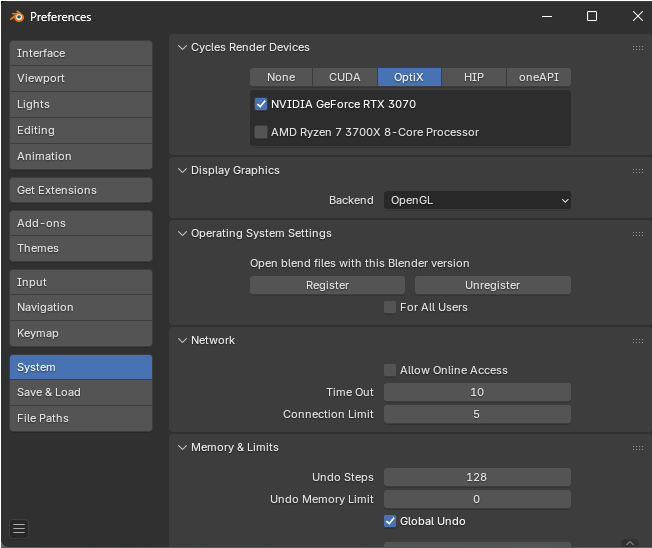 Preferences
Interface
Viewport
Lights
Editing
Animation
Get Extensions
Add-ons
Themes
Input
Navigation
Keymap
System
Save & Load
File Paths
Cycles Render Devices
None CUDA OptiX HIP oneAPI
NVIDIA GeForce RTX 3070
AMD Ryzen 7 3700X 8-Core Processor
Display Graphics
Backend OpenGL
Operating System Settings
Open blend files with this Blender version
Register Unregister
For All Users
Network
Allow Online Access
Time Out 10
Connection Limit 5
Memory & Limits
Undo Steps 128
Undo Memory Limit 0
Global Undo